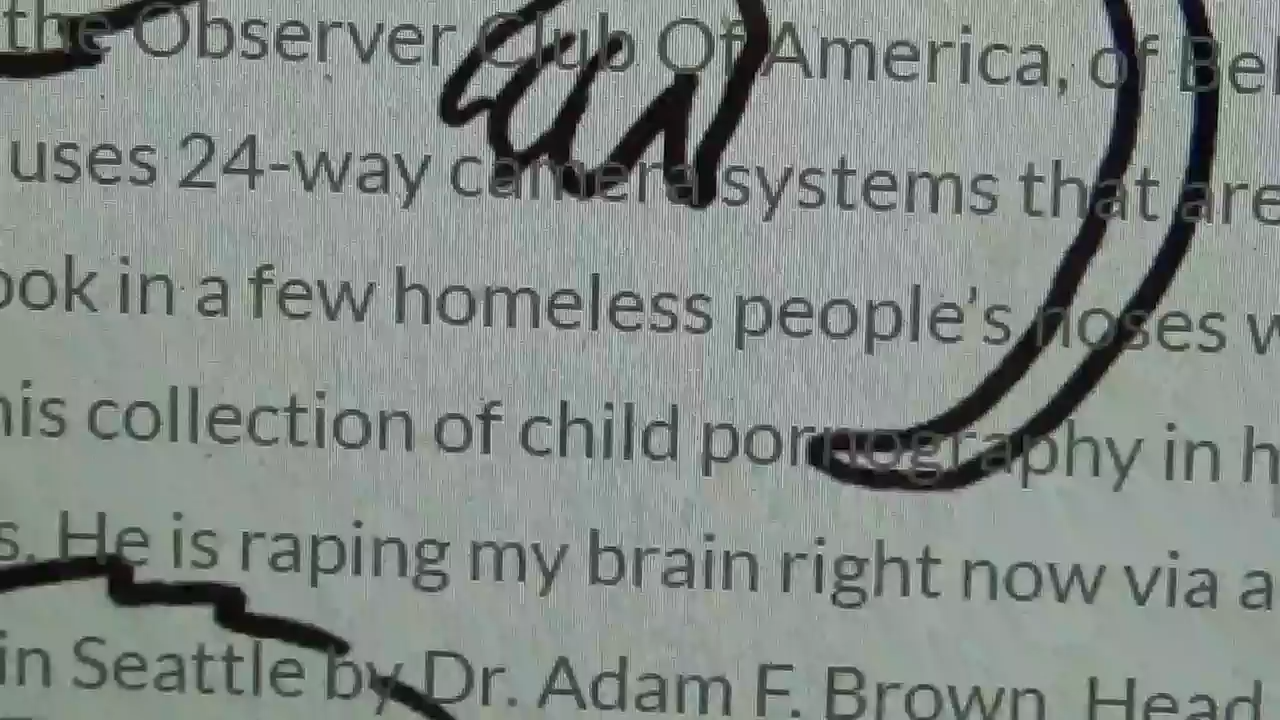 the Observer Club Of America, of Bel
uses 24-way camera systems that are
ook in a few homeless people's noses w
his collection of child pornography in h
s. He is raping my brain right now via a
in Seattle by Dr. Adam F. Brown, Head